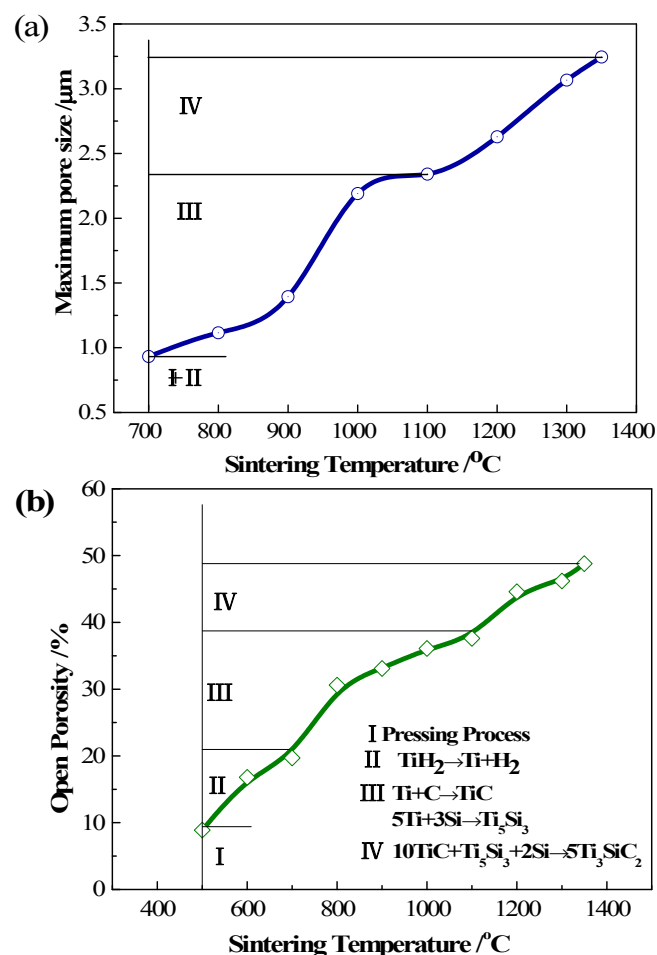 (a)
3.5
3.0
2.5
2.0
1.5
1.0
0.5
Maximum pore size /μm
Ⅳ
Ⅲ
Ⅰ+Ⅱ
700 800 900 1000 1100 1200 1300 1400
Sintering Temperature /°C
(b)
60
50
40
30
20
10
0
Open Porosity /%
Ⅳ
Ⅲ
Ⅱ
Ⅰ
Ⅰ Pressing Process
Ⅱ TiH₂→Ti+H₂
Ⅲ Ti+C→TiC
5Ti+3Si→Ti₅Si₃
Ⅳ 10TiC+Ti₅Si₃+2Si→5Ti₃SiC₂
400 600 800 1000 1200 1400
Sintering Temperature /°C